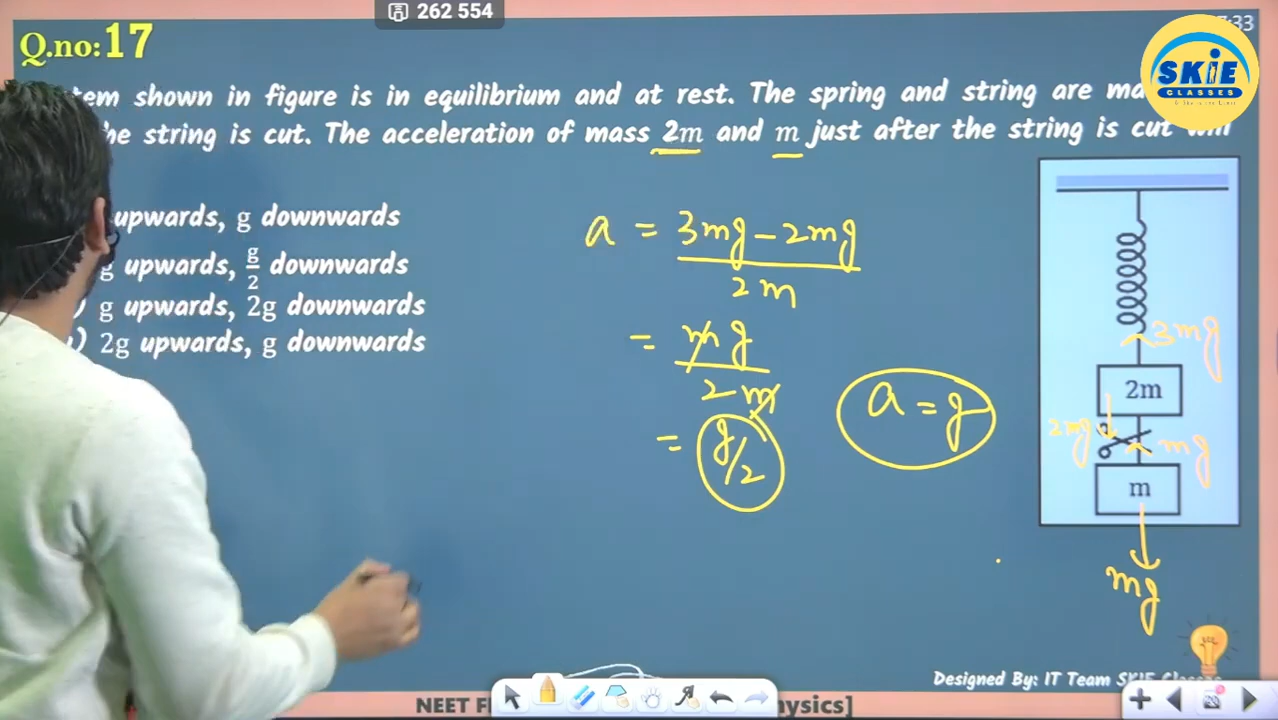 262 554
Q.no:17
:33
SKIE
CLASSES
tem shown in figure is in equilibrium and at rest. The spring and string are ma
he string is cut. The acceleration of mass 2m and m just after the string is cut will
upwards, g downwards
g upwards, g/2 downwards
) g upwards, 2g downwards
) 2g upwards, g downwards
a = 3mg - 2mg
2m
= mg
2m
= g/2
a = g
3mg
2m
2mg
mg
m
mg
Designed By: IT Team SKIE Classes
NEET F
hysics]